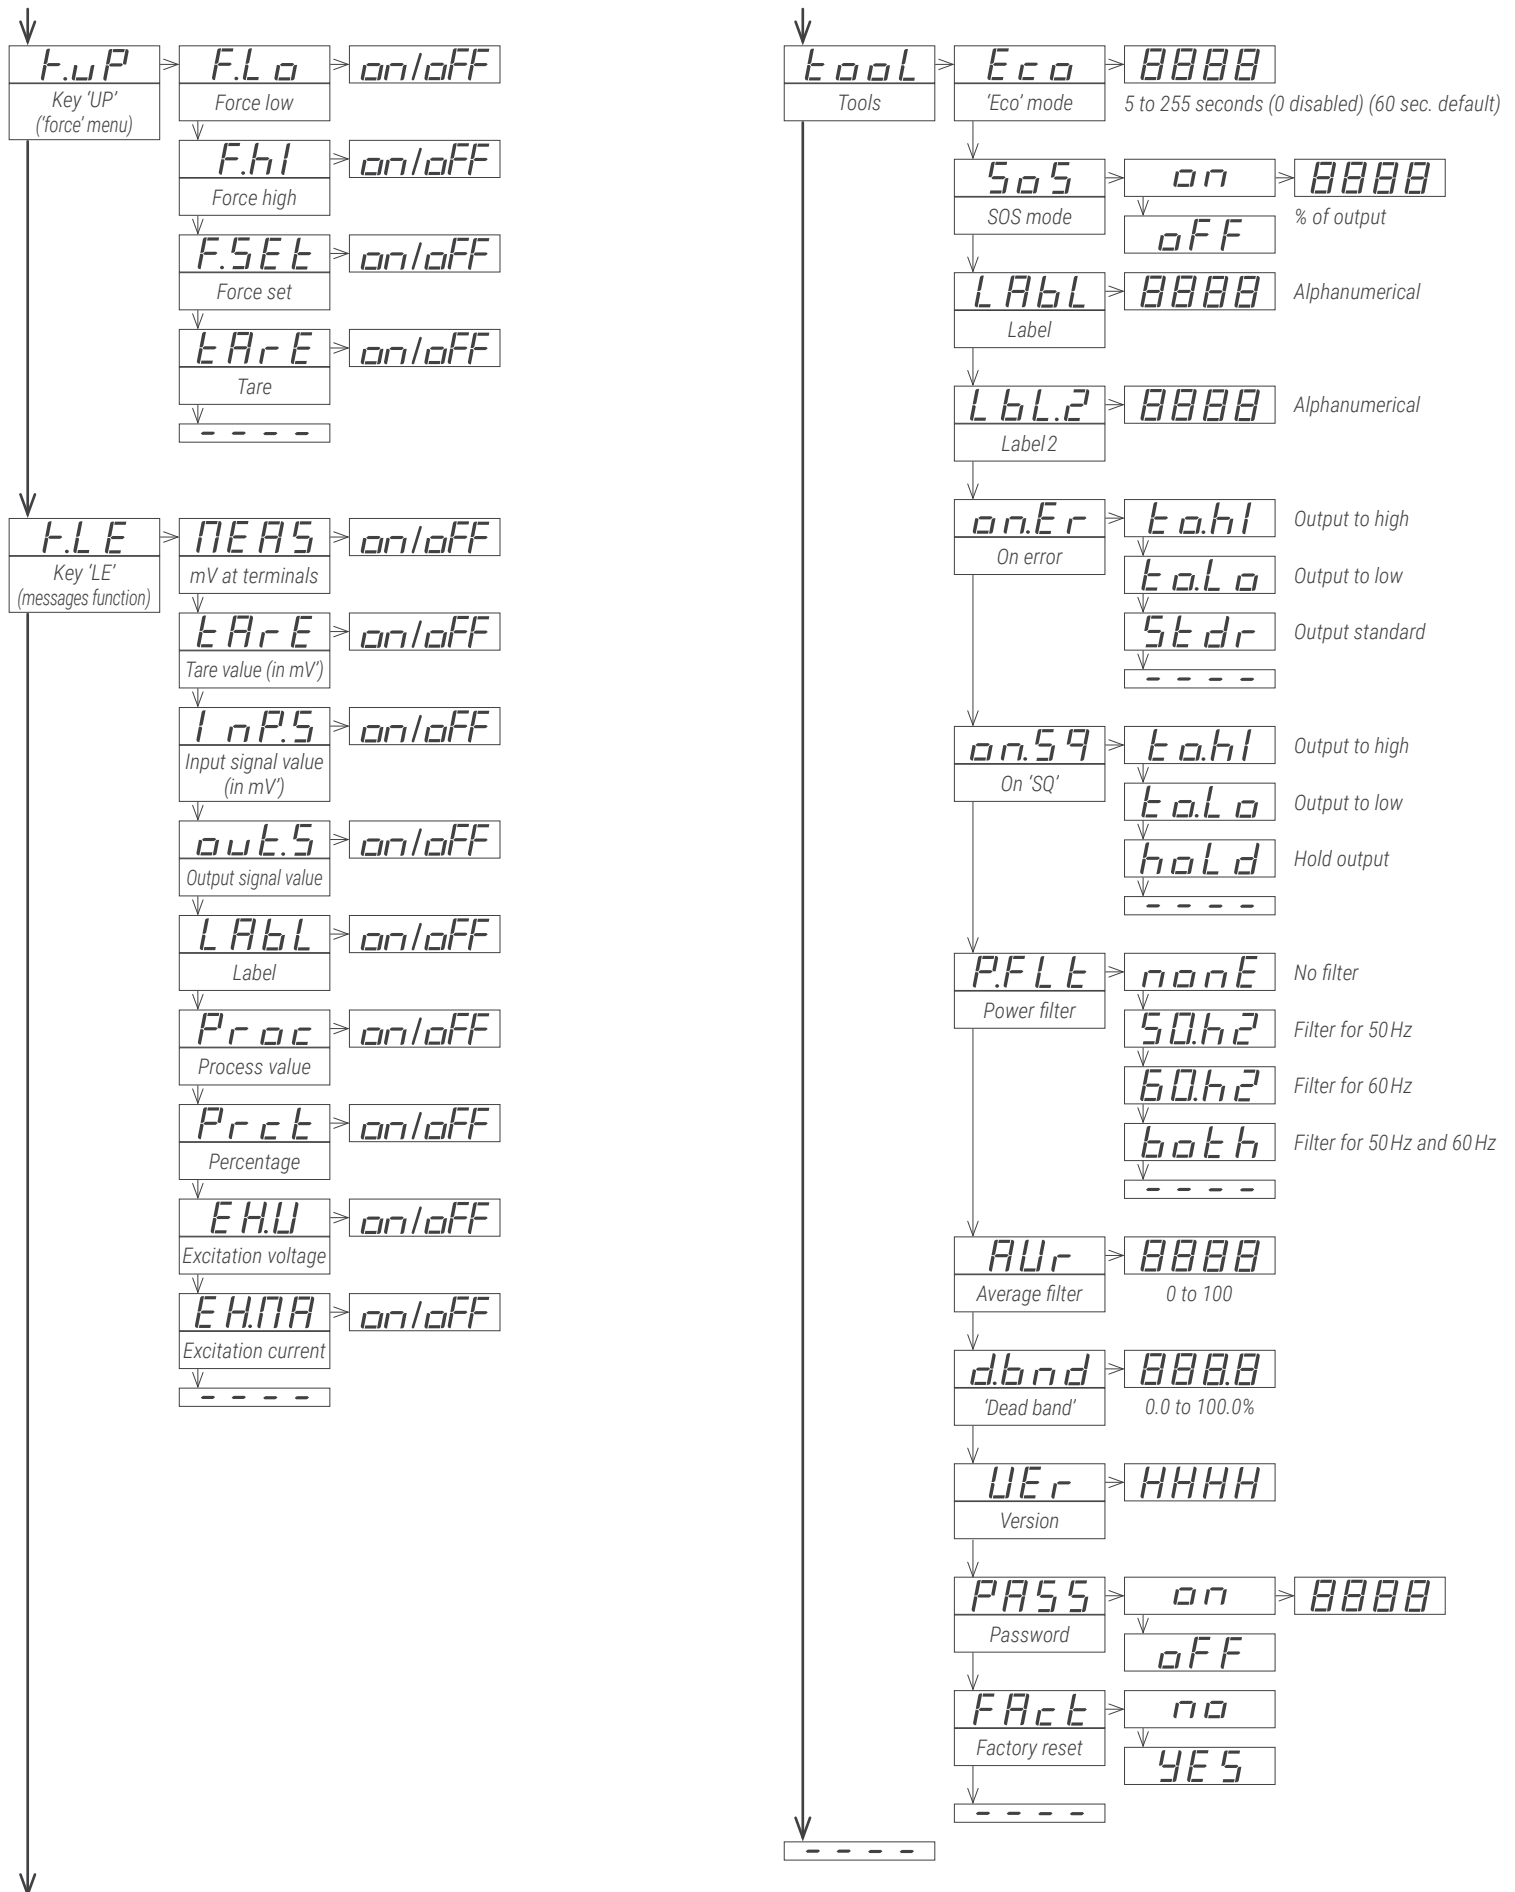 t.uP
F.Lo
on/oFF
Key ‘UP’
(‘force’ menu)
Force low
F.hI
on/oFF
Force high
F.SEt
on/oFF
Force set
tArE
on/oFF
Tare
----
t.LE
MEAS
on/oFF
Key ‘LE’
(messages function)
mV at terminals
tArE
on/oFF
Tare value (in mV’)
InP.S
on/oFF
Input signal value
(in mV’)
out.S
on/oFF
Output signal value
LAbL
on/oFF
Label
Proc
on/oFF
Process value
Prct
on/oFF
Percentage
EH.U
on/oFF
Excitation voltage
EH.MA
on/oFF
Excitation current
----
tooL
Eco
8888
Tools
‘Eco’ mode
5 to 255 seconds (0 disabled) (60 sec. default)
SoS
on
8888
SOS mode
% of output
oFF
LAbL
8888
Alphanumerical
Label
LbL.2
8888
Alphanumerical
Label 2
on.Er
to.hI
Output to high
On error
to.Lo
Output to low
Stdr
Output standard
----
on.S9
to.hI
Output to high
On ‘SQ’
to.Lo
Output to low
hoLd
Hold output
----
P.FLt
nonE
No filter
Power filter
50.h2
Filter for 50 Hz
60.h2
Filter for 60 Hz
both
Filter for 50 Hz and 60 Hz
----
AUr
8888
Average filter
0 to 100
d.bnd
888.8
‘Dead band’
0.0 to 100.0%
UEr
HHHH
Version
PASS
on
8888
Password
oFF
FAct
no
Factory reset
YES
----
----